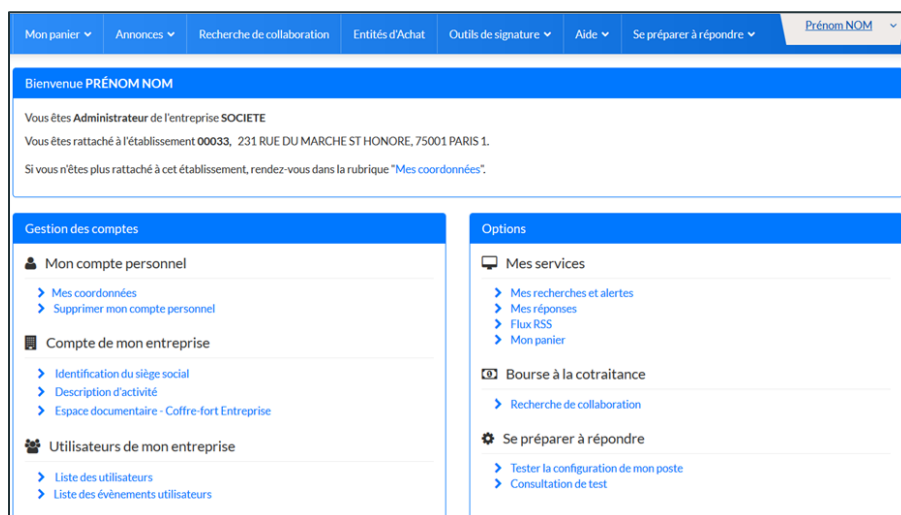 Mon panier Annonces Recherche de collaboration Entités d'Achat Outils de signature Aide Se préparer à répondre Prénom NOM
Bienvenue PRÉNOM NOM
Vous êtes Administrateur de l'entreprise SOCIETE
Vous êtes rattaché à l'établissement 00033, 231 RUE DU MARCHE ST HONORE, 75001 PARIS 1.
Si vous n'êtes plus rattaché à cet établissement, rendez-vous dans la rubrique "Mes coordonnées".
Gestion des comptes
Mon compte personnel
Mes coordonnées
Supprimer mon compte personnel
Compte de mon entreprise
Identification du siège social
Description d'activité
Espace documentaire - Coffre-fort Entreprise
Utilisateurs de mon entreprise
Liste des utilisateurs
Liste des évènements utilisateurs
Options
Mes services
Mes recherches et alertes
Mes réponses
Flux RSS
Mon panier
Bourse à la cotraitance
Recherche de collaboration
Se préparer à répondre
Tester la configuration de mon poste
Consultation de test